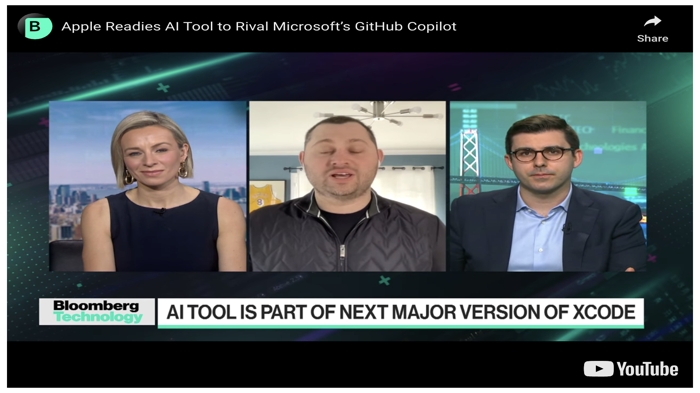 B
Apple Readies AI Tool to Rival Microsoft's GitHub Copilot
Share
Bloomberg
Technology
AI TOOL IS PART OF NEXT MAJOR VERSION OF XCODE
YouTube